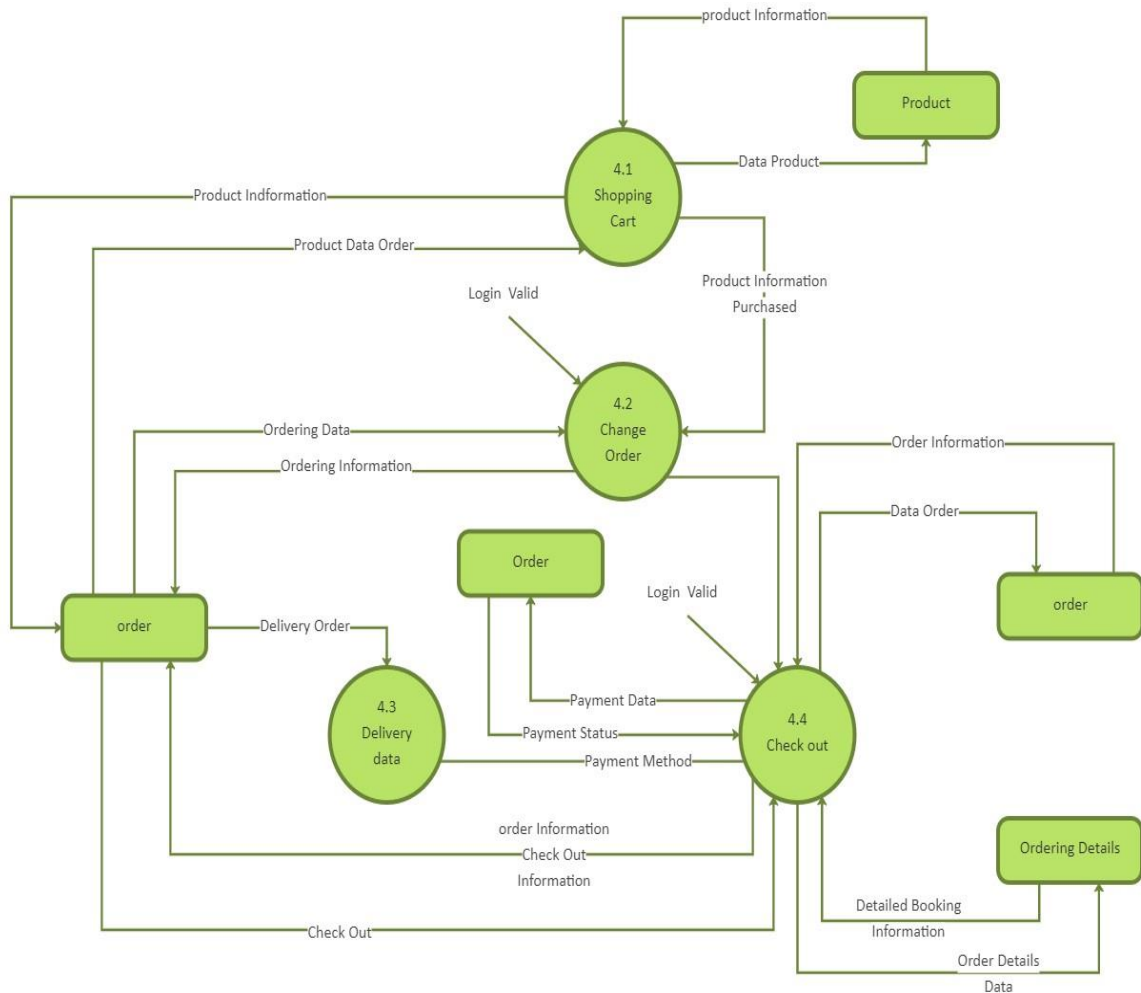 product Information
Product
4.1
Shopping
Cart
Data Product
Product Indformation
Product Data Order
Product Information
Purchased
Login  Valid
4.2
Change
Order
Ordering Data
Ordering Information
Order Information
Data Order
Order
Login  Valid
order
order
Delivery Order
4.3
Delivery
data
Payment Data
Payment Status
Payment Method
4.4
Check out
order Information
Check Out
Information
Ordering Details
Detailed Booking
Information
Check Out
Order Details
Data